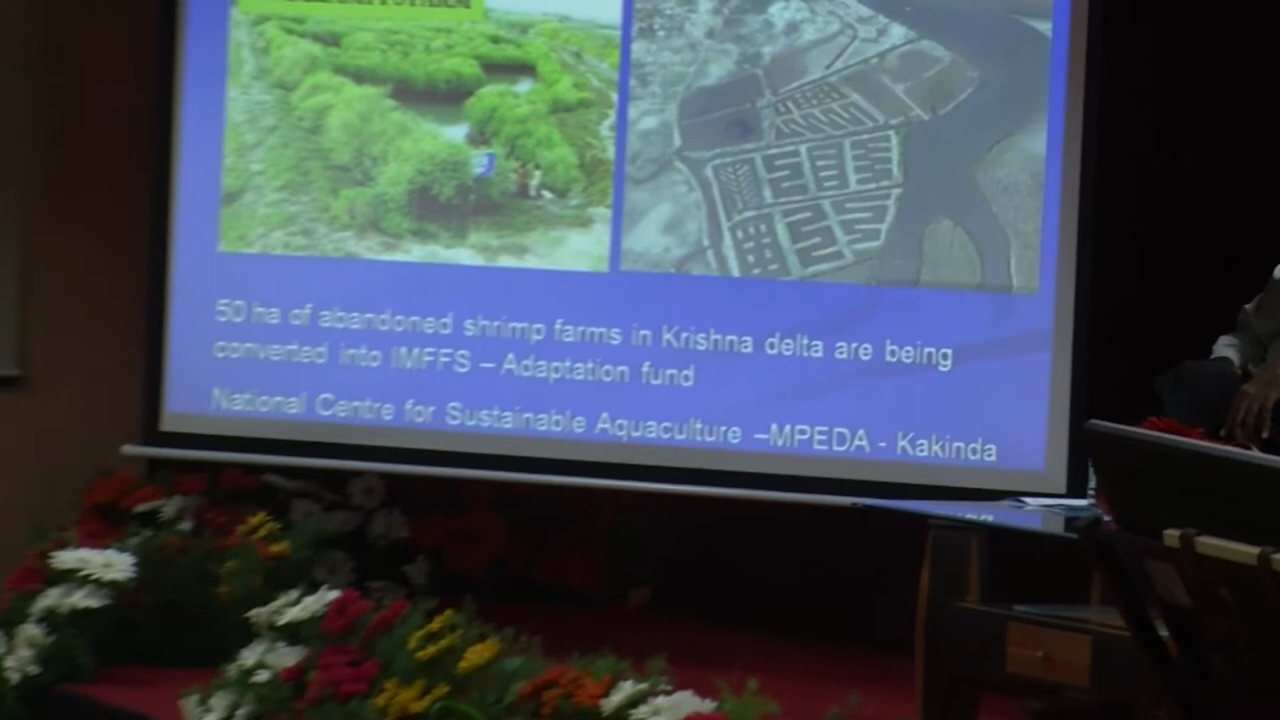 50 ha of abandoned shrimp farms in Krishna delta are being
converted into IMFFS – Adaptation fund
National Centre for Sustainable Aquaculture –MPEDA - Kakinda